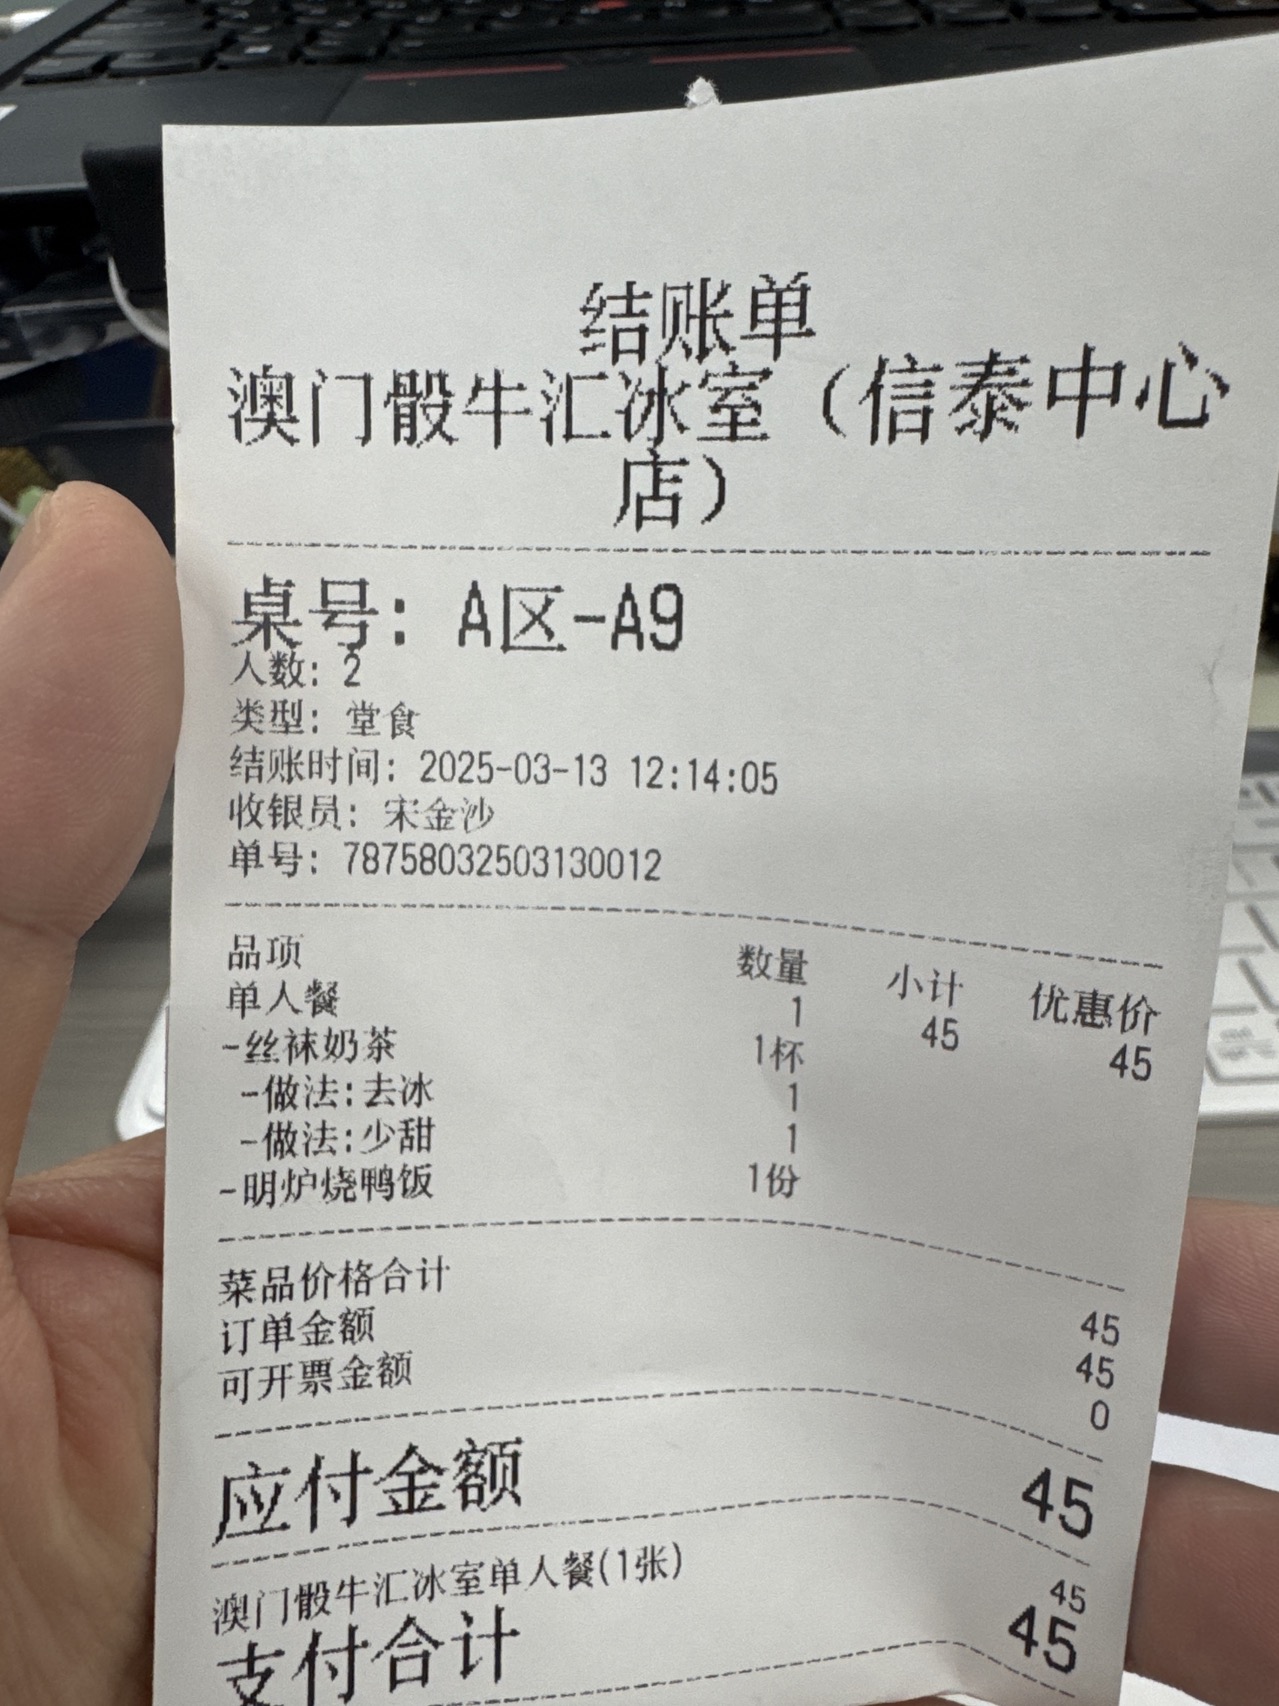 结账单
澳门骰牛汇冰室（信泰中心
店）
桌号：A区-A9
人数：2
类型：堂食
结账时间：2025-03-13 12:14:05
收银员：宋金沙
单号：78758032503130012
品项 数量 小计 优惠价
单人餐 1 45 45
-丝袜奶茶 1杯
-做法:去冰 1
-做法:少甜 1
-明炉烧鸭饭 1份
菜品价格合计 45
订单金额 45
可开票金额 0
应付金额 45
澳门骰牛汇冰室单人餐(1张) 45
支付合计 45